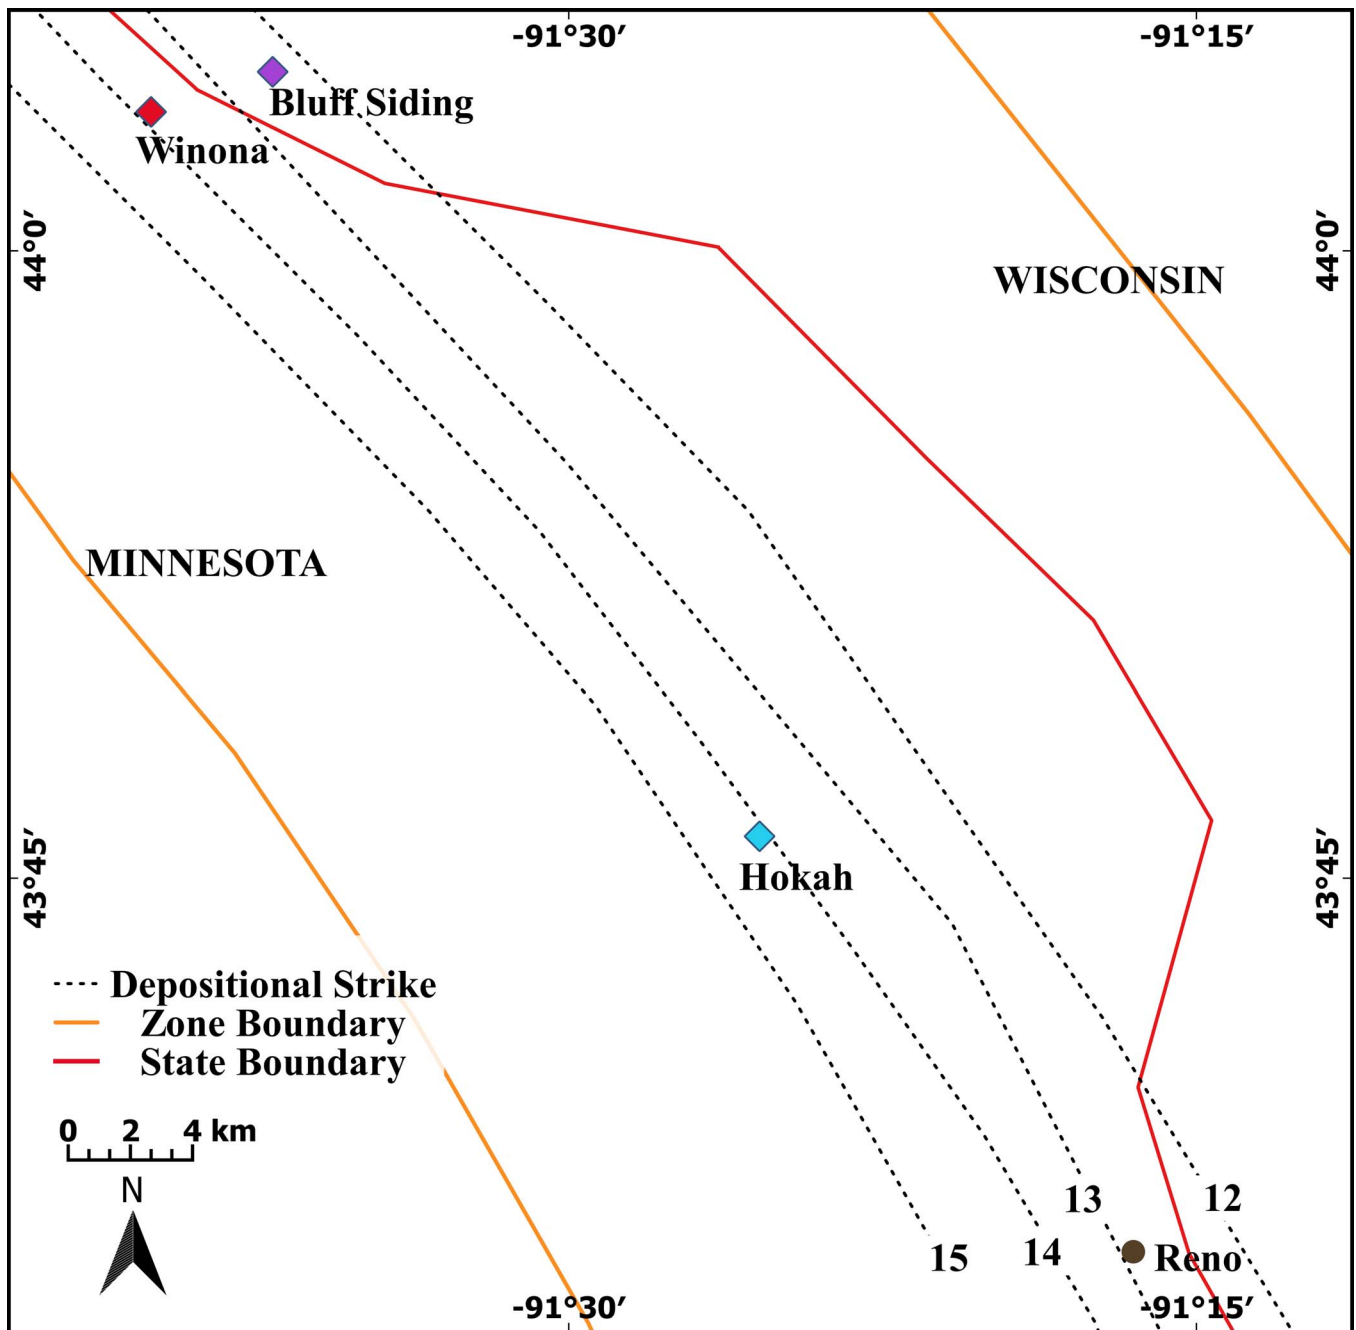 -91°30′
-91°15′
Bluff Siding
Winona
44°0′
44°0′
WISCONSIN
MINNESOTA
43°45′
43°45′
Hokah
Depositional Strike
Zone Boundary
State Boundary
0 2 4 km
N
13
12
15
14
Reno
-91°30′
-91°15′